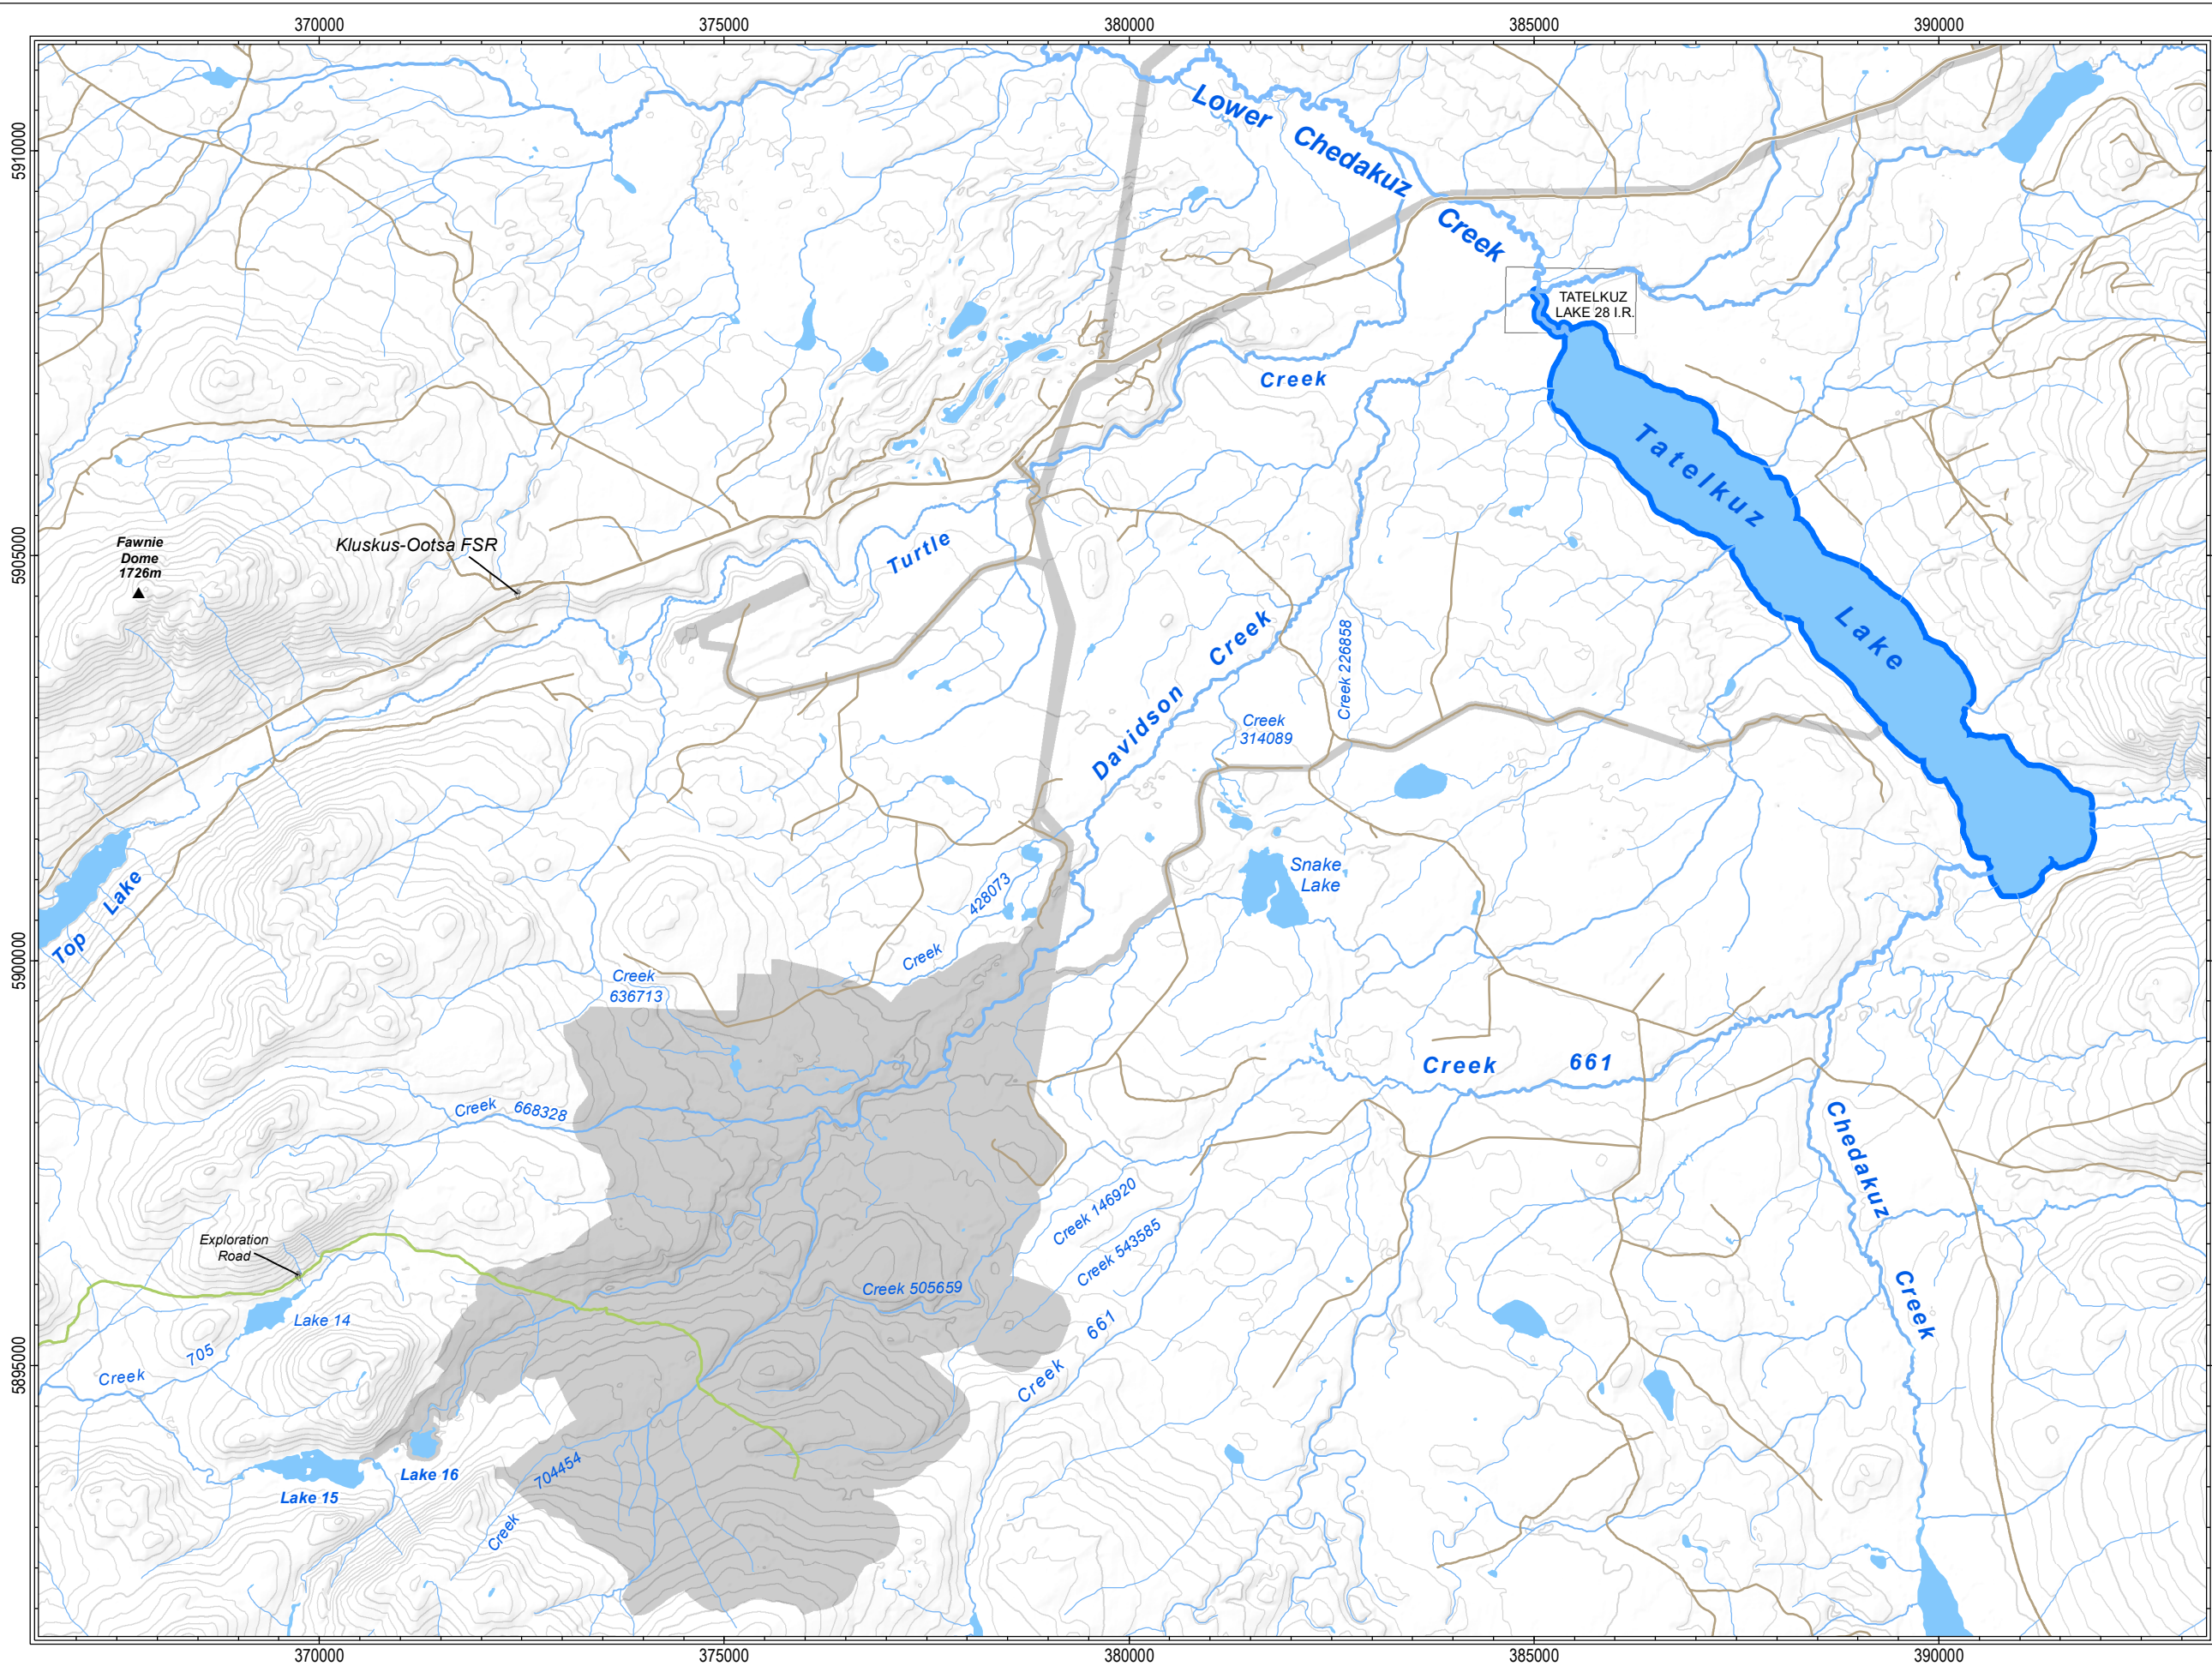 370000
375000
380000
385000
390000
5910000
5905000
5900000
5895000
Lower Chedakuz Creek
TATELKUZ
LAKE 28 I.R.
Creek
Tatelkuz Lake
Fawnie
Dome
1726m
Kluskus-Ootsa FSR
Turtle
Davidson Creek
Creek 226858
Creek
314089
Snake
Lake
Top Lake
428073
Creek
Creek
636713
Creek 661
Creek 668328
Chedakuz Creek
Creek 146920
Creek 543585
Exploration
Road
Creek 505659
Lake 14
Creek 705
Creek 661
Lake 16
Lake 15
Creek 704454
370000
375000
380000
385000
390000